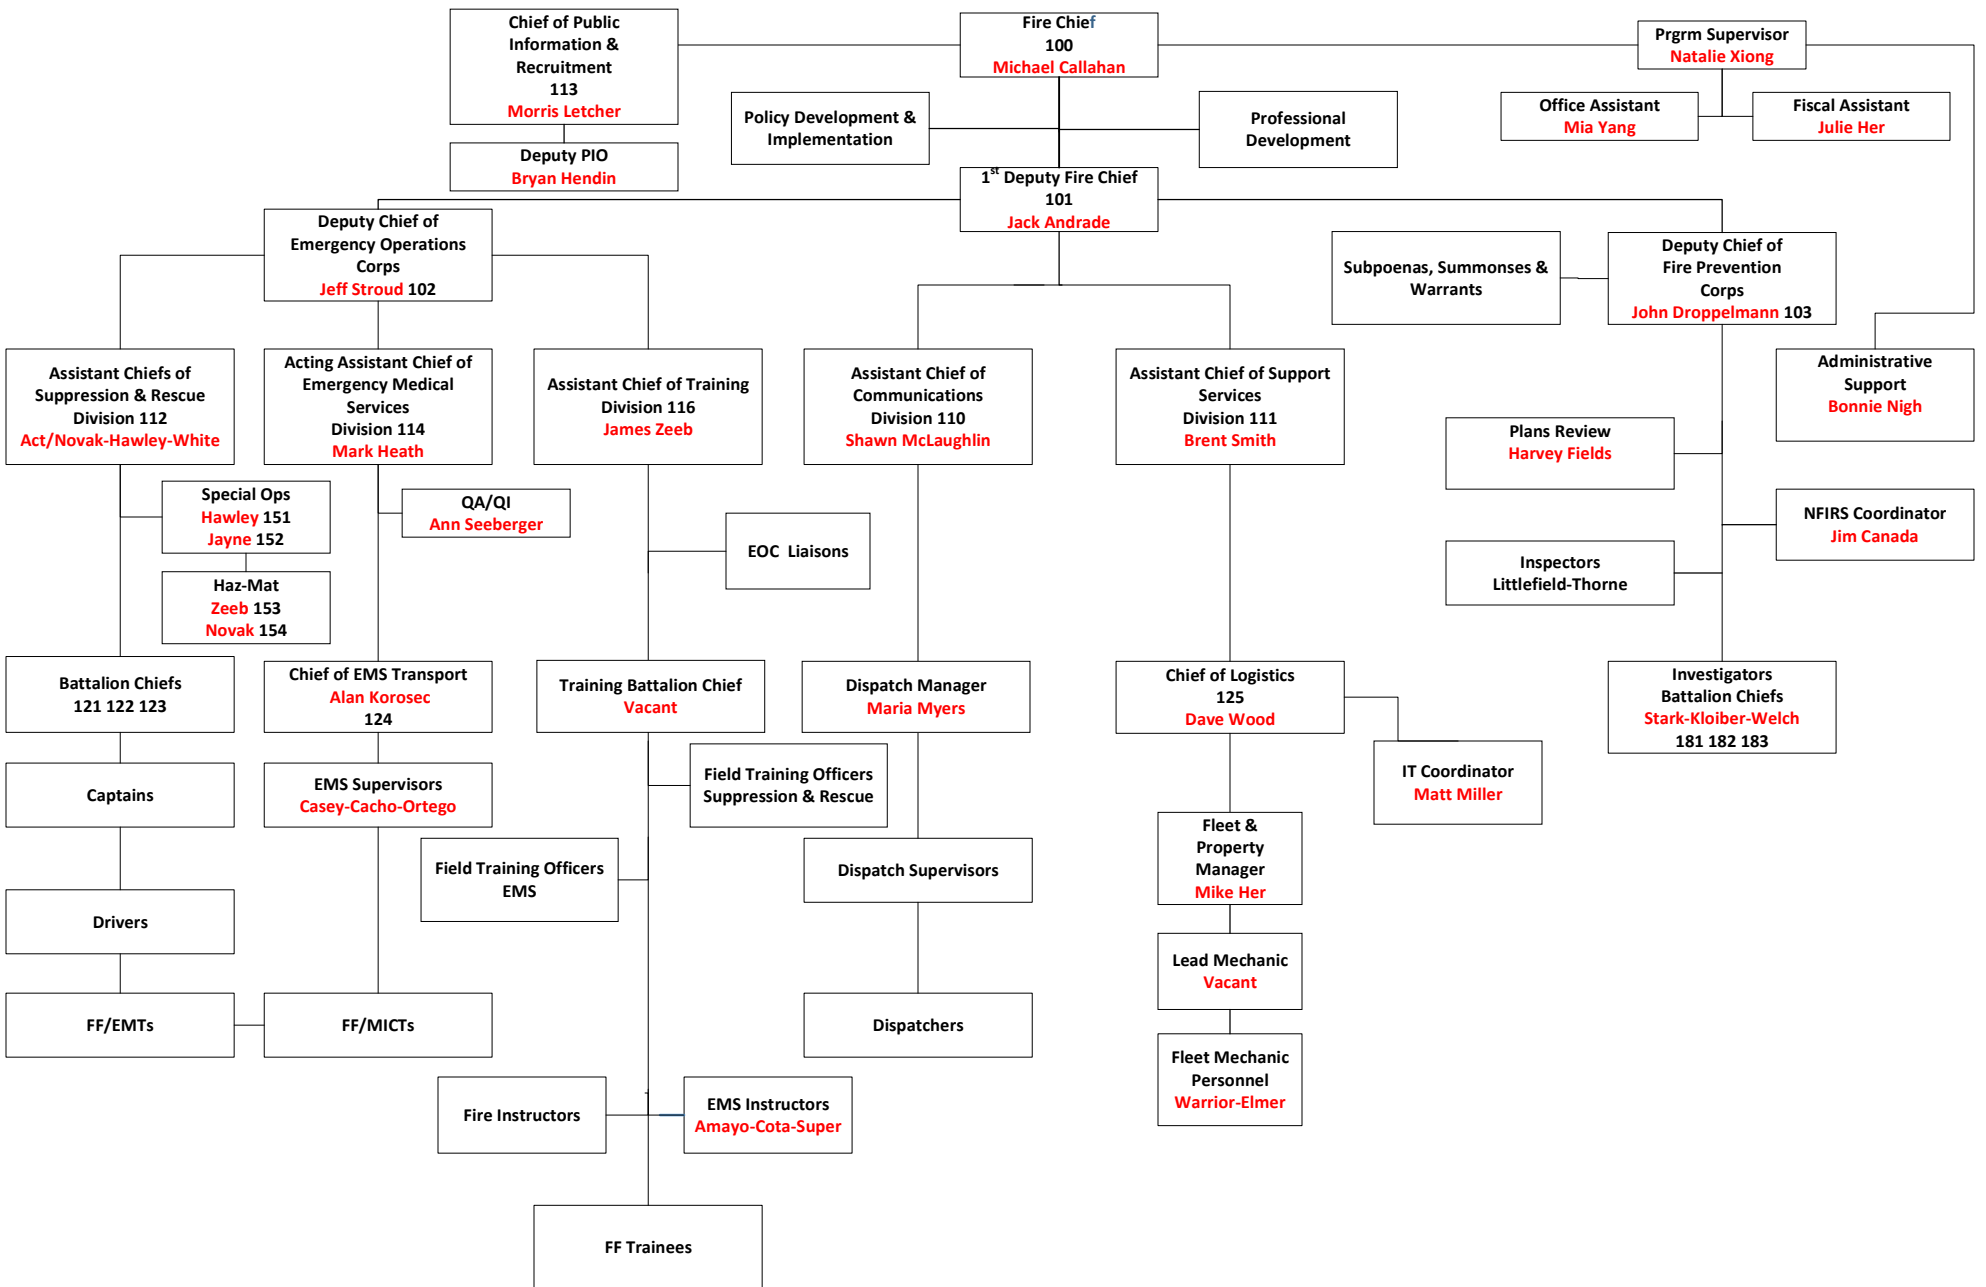 Chief of Public
Information &
Recruitment
113
Morris Letcher
Deputy PIO
Bryan Hendin
Fire Chief
100
Michael Callahan
Prgrm Supervisor
Natalie Xiong
Office Assistant
Mia Yang
Fiscal Assistant
Julie Her
Policy Development &
Implementation
Professional
Development
1st Deputy Fire Chief
101
Jack Andrade
Deputy Chief of
Emergency Operations
Corps
Jeff Stroud 102
Subpoenas, Summonses &
Warrants
Deputy Chief of
Fire Prevention
Corps
John Droppelmann 103
Assistant Chiefs of
Suppression & Rescue
Division 112
Act/Novak-Hawley-White
Acting Assistant Chief of
Emergency Medical
Services
Division 114
Mark Heath
Assistant Chief of Training
Division 116
James Zeeb
Assistant Chief of
Communications
Division 110
Shawn McLaughlin
Assistant Chief of Support
Services
Division 111
Brent Smith
Administrative
Support
Bonnie Nigh
Plans Review
Harvey Fields
Special Ops
Hawley 151
Jayne 152
QA/QI
Ann Seeberger
EOC  Liaisons
NFIRS Coordinator
Jim Canada
Inspectors
Littlefield-Thorne
Haz-Mat
Zeeb 153
Novak 154
Battalion Chiefs
121 122 123
Chief of EMS Transport
Alan Korosec
124
Training Battalion Chief
Vacant
Dispatch Manager
Maria Myers
Chief of Logistics
125
Dave Wood
Investigators
Battalion Chiefs
Stark-Kloiber-Welch
181 182 183
Captains
EMS Supervisors
Casey-Cacho-Ortego
Field Training Officers
Suppression & Rescue
IT Coordinator
Matt Miller
Field Training Officers
EMS
Dispatch Supervisors
Fleet &
Property
Manager
Mike Her
Drivers
Lead Mechanic
Vacant
FF/EMTs
FF/MICTs
Dispatchers
Fleet Mechanic
Personnel
Warrior-Elmer
Fire Instructors
EMS Instructors
Amayo-Cota-Super
FF Trainees